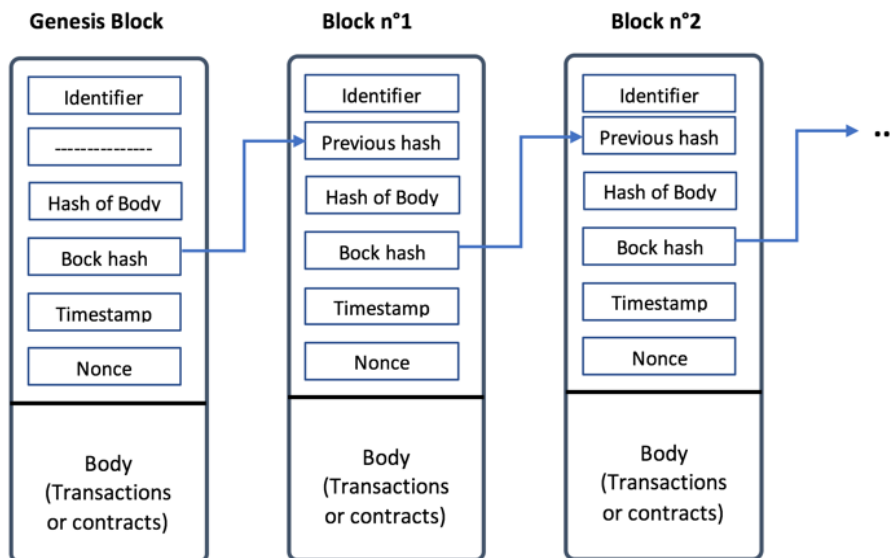 Genesis Block
Identifier
---------------
Hash of Body
Bock hash
Timestamp
Nonce
Body
(Transactions
or contracts)
Block n°1
Identifier
Previous hash
Hash of Body
Bock hash
Timestamp
Nonce
Body
(Transactions
or contracts)
Block n°2
Identifier
Previous hash
Hash of Body
Bock hash
Timestamp
Nonce
Body
(Transactions
or contracts)
..